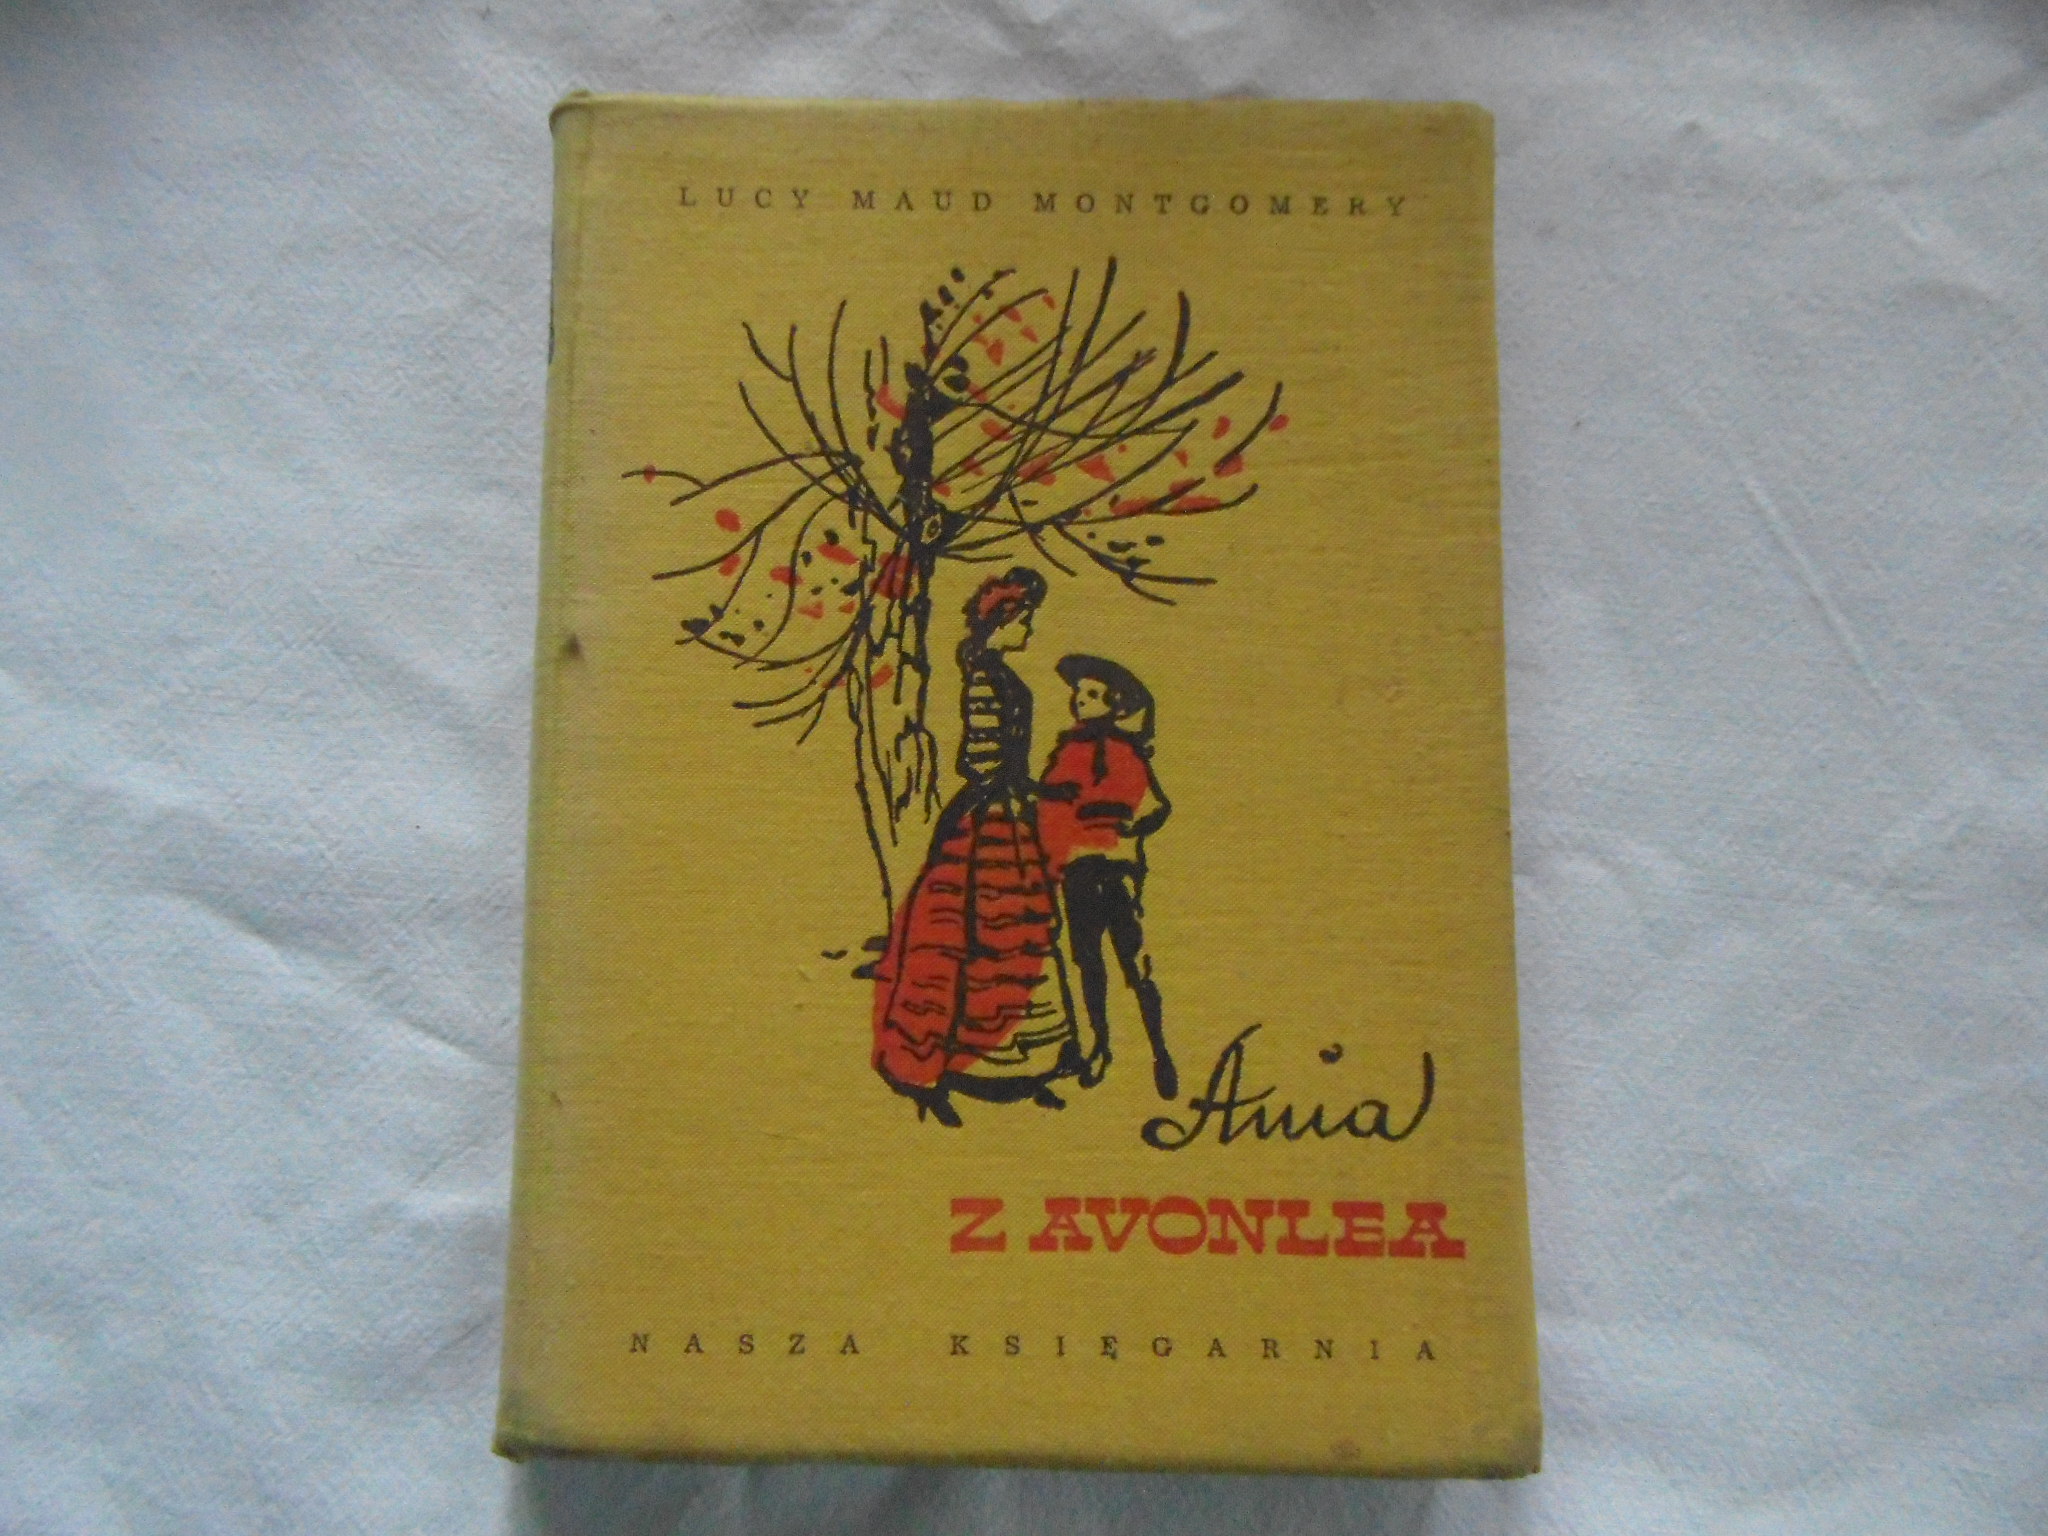 LUCY MAUD MONTGOMERY
Ania
Z AVONLEA
NASZA KSIĘGARNIA